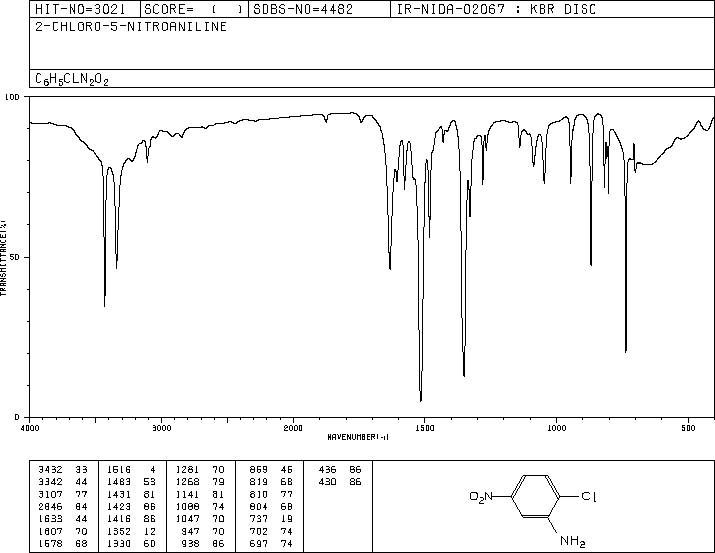 HIT-NO=3021 SCORE= ( ) SDBS-NO=4482 IR-NIDA-02067 : KBR DISC
2-CHLORO-5-NITROANILINE
C6H5CLN2O2
100
TRANSMITTANCE(%)
50
0
4000 3000 2000 1500 1000 500
WAVENUMBER(-1)
3432 33 1516 4 1281 70 869 46 436 86
3342 44 1483 53 1268 79 819 68 430 86
3107 77 1431 81 1141 81 810 77
2846 84 1423 86 1088 74 804 68
1633 44 1416 86 1047 70 737 19
1607 70 1352 12 947 70 702 74
1578 68 1330 60 938 86 697 74
O2N
Cl
NH2